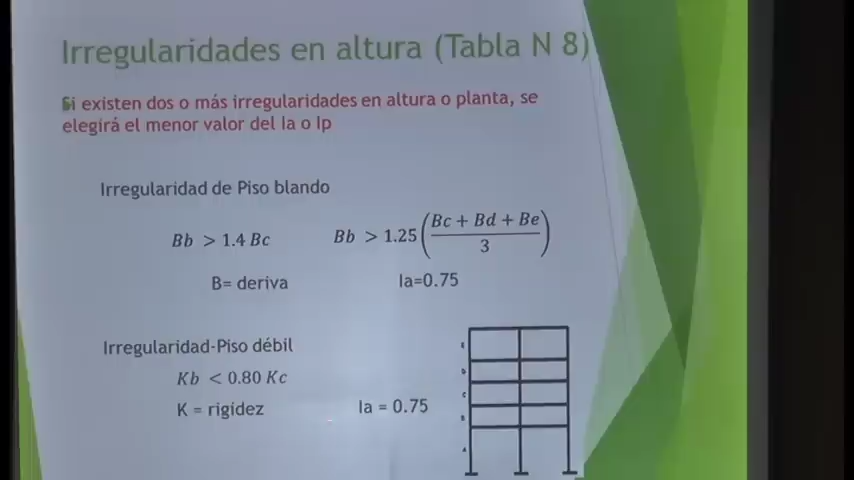 Irregularidades en altura (Tabla N 8)
Si existen dos o más irregularidades en altura o planta, se
elegirá el menor valor del Ia o Ip
Irregularidad de Piso blando
Bb > 1.4 Bc
Bb > 1.25 (Bc + Bd + Be / 3)
B= deriva
Ia=0.75
Irregularidad-Piso débil
Kb < 0.80 Kc
K = rigidez
Ia = 0.75